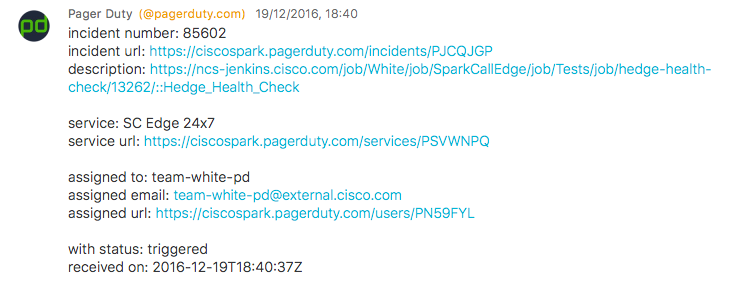 pd
Pager Duty (@pagerduty.com) 19/12/2016, 18:40
incident number: 85602
incident url: https://ciscospark.pagerduty.com/incidents/PJCQJGP
description: https://ncs-jenkins.cisco.com/job/White/job/SparkCallEdge/job/Tests/job/hedge-health-
check/13262/::Hedge_Health_Check
service: SC Edge 24x7
service url: https://ciscospark.pagerduty.com/services/PSVWNPQ
assigned to: team-white-pd
assigned email: team-white-pd@external.cisco.com
assigned url: https://ciscospark.pagerduty.com/users/PN59FYL
with status: triggered
received on: 2016-12-19T18:40:37Z